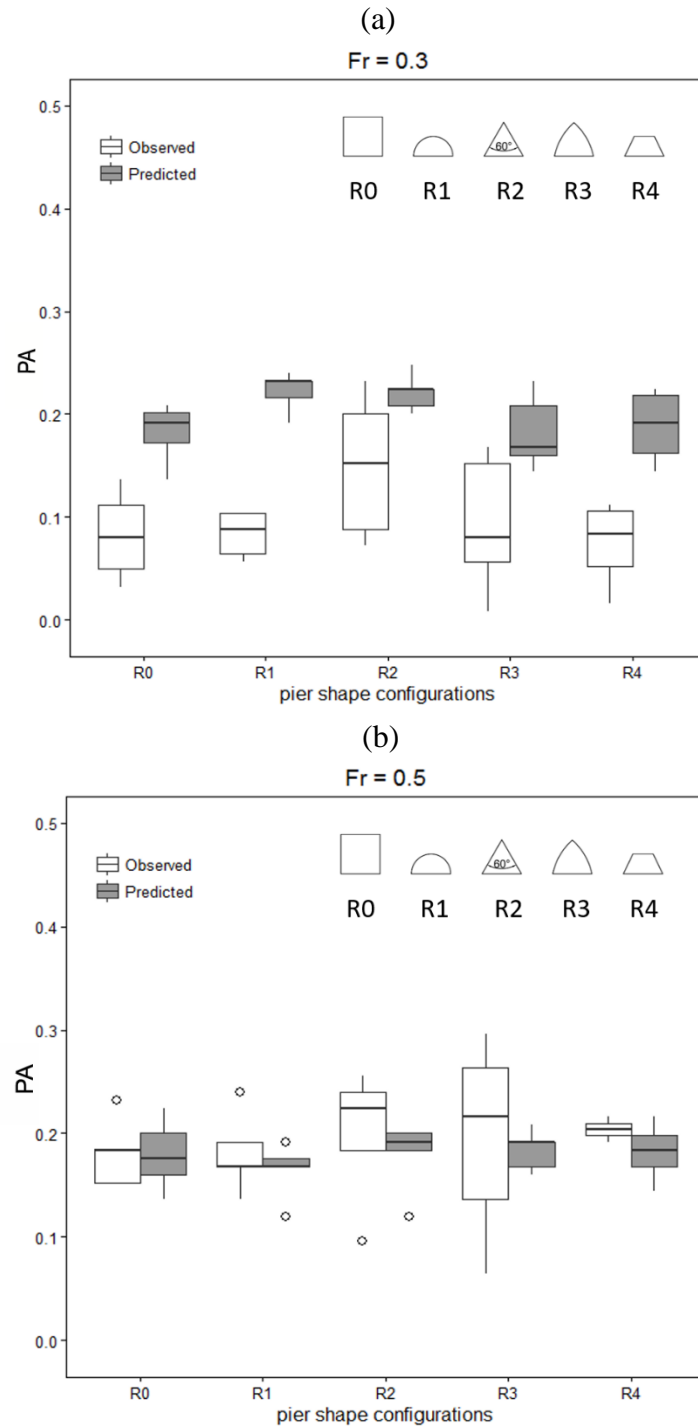 (a)
Fr = 0.3
0.5
0.4
0.3
0.2
0.1
0.0
PA
Observed
Predicted
60°
R0 R1 R2 R3 R4
R0 R1 R2 R3 R4
pier shape configurations
(b)
Fr = 0.5
0.5
0.4
0.3
0.2
0.1
0.0
PA
Observed
Predicted
60°
R0 R1 R2 R3 R4
R0 R1 R2 R3 R4
pier shape configurations